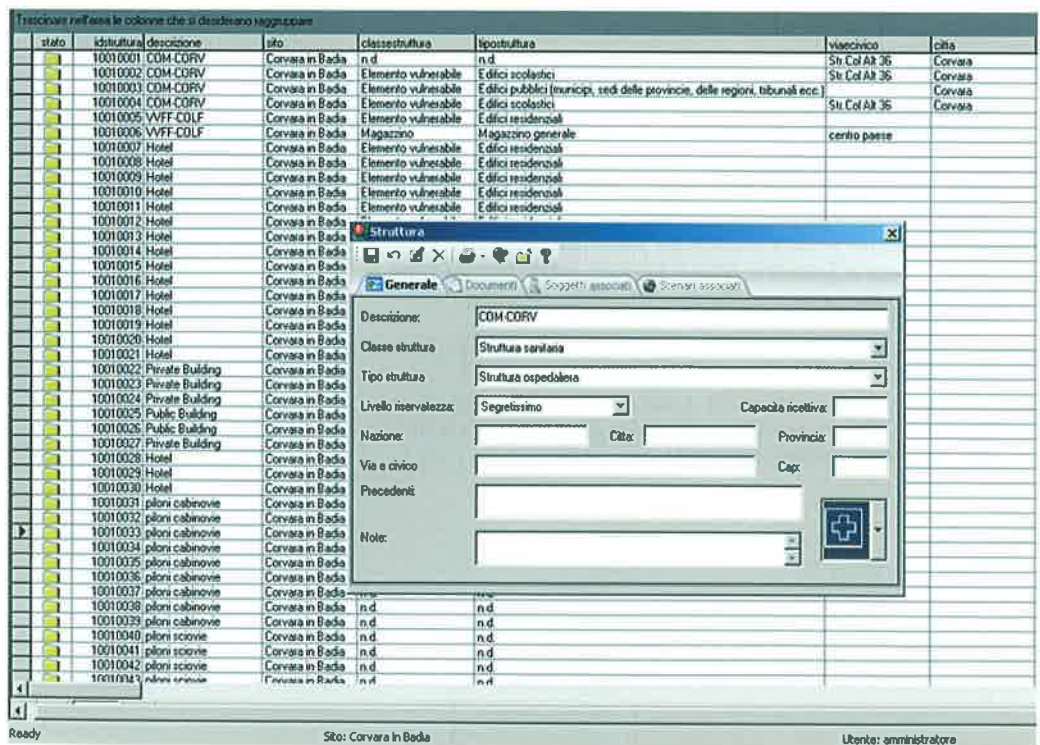 Trascinare nell'area le colonne che si desiderano raggruppare
stato idstruttura descrizione sito classestruttura tipostruttura viaecivico citta
10010001 COM-CORV Corvara in Badia n.d. n.d. Str. Col Alt 36 Corvara
10010002 COM-CORV Corvara in Badia Elemento vulnerabile Edifici scolastici Str. Col Alt 36 Corvara
10010003 COM-CORV Corvara in Badia Elemento vulnerabile Edifici pubblici (municipi, sedi delle provincie, delle regioni, tribunali ecc.) Corvara
10010004 COM-CORV Corvara in Badia Elemento vulnerabile Edifici scolastici Str. Col Alt 36 Corvara
10010005 VVFF-COLF Corvara in Badia Elemento vulnerabile Edifici residenziali
10010006 VVFF-COLF Corvara in Badia Magazzino Magazzino generale centro paese
10010007 Hotel Corvara in Badia Elemento vulnerabile Edifici residenziali
10010008 Hotel Corvara in Badia Elemento vulnerabile Edifici residenziali
10010009 Hotel Corvara in Badia Elemento vulnerabile Edifici residenziali
10010010 Hotel Corvara in Badia Elemento vulnerabile Edifici residenziali
10010011 Hotel Corvara in Badia Elemento vulnerabile Edifici residenziali
10010012 Hotel Corvara in Badia
10010013 Hotel Corvara in Badia
10010014 Hotel Corvara in Badia
10010015 Hotel Corvara in Badia
10010016 Hotel Corvara in Badia
10010017 Hotel Corvara in Badia
10010018 Hotel Corvara in Badia
10010019 Hotel Corvara in Badia
10010020 Hotel Corvara in Badia
10010021 Hotel Corvara in Badia
10010022 Private Building Corvara in Badia
10010023 Private Building Corvara in Badia
10010024 Private Building Corvara in Badia
10010025 Public Building Corvara in Badia
10010026 Public Building Corvara in Badia
10010027 Private Building Corvara in Badia
10010028 Hotel Corvara in Badia
10010029 Hotel Corvara in Badia
10010030 Hotel Corvara in Badia
10010031 piloni cabinovie Corvara in Badia
10010032 piloni cabinovie Corvara in Badia
10010033 piloni cabinovie Corvara in Badia
10010034 piloni cabinovie Corvara in Badia
10010035 piloni cabinovie Corvara in Badia
10010036 piloni cabinovie Corvara in Badia
10010037 piloni cabinovie Corvara in Badia n.d. n.d.
10010038 piloni cabinovie Corvara in Badia n.d. n.d.
10010039 piloni cabinovie Corvara in Badia n.d. n.d.
10010040 piloni sciovie Corvara in Badia n.d. n.d.
10010041 piloni sciovie Corvara in Badia n.d. n.d.
10010042 piloni sciovie Corvara in Badia n.d. n.d.
10010043 piloni sciovie Corvara in Badia n.d. n.d.
Struttura
Generale Documenti Soggetti associati Scenari associati
Descrizione: COM-CORV
Classe struttura Struttura sanitaria
Tipo struttura Struttura ospedaliera
Livello riservatezza: Segretissimo Capacità ricettiva:
Nazione: Citta: Provincia:
Via e civico Cap:
Precedenti:
Note:
Ready Sito: Corvara In Badia Utente: amministratore